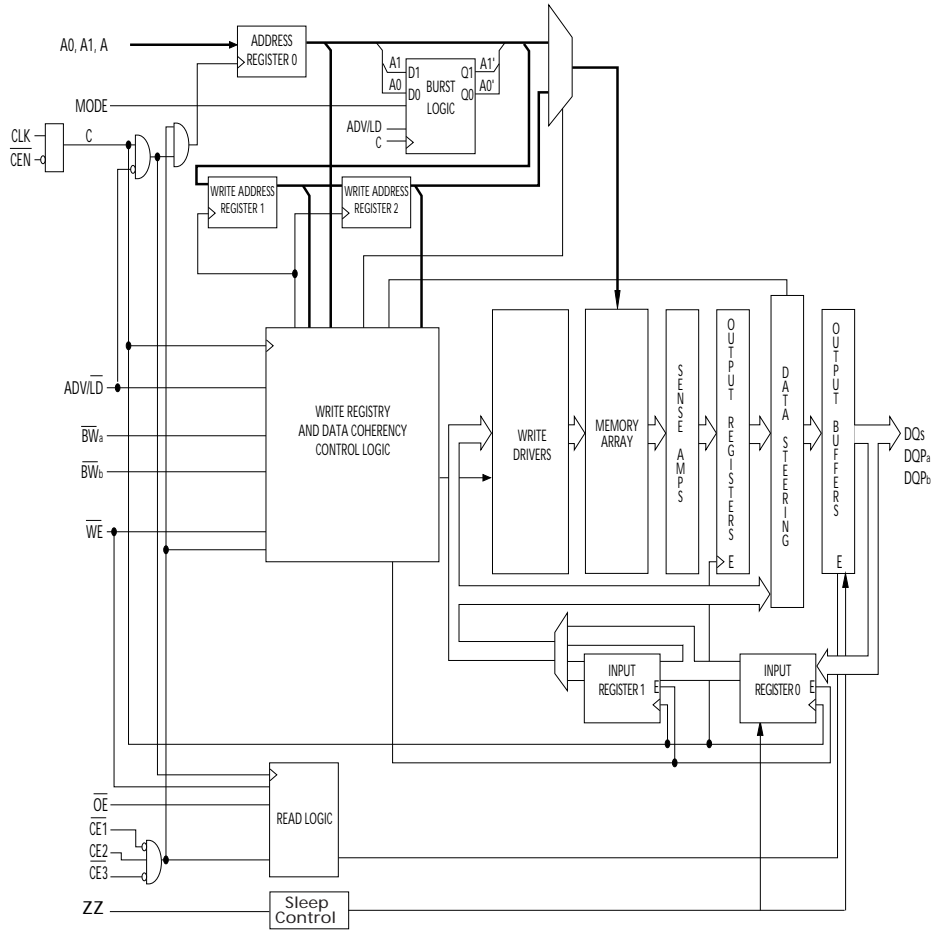 A0, A1, A
ADDRESS
REGISTER 0
A1
A0
D1
D0
BURST
LOGIC
Q1
Q0
A1'
A0'
MODE
ADV/LD
C
CLK
CEN
C
WRITE ADDRESS
REGISTER 1
WRITE ADDRESS
REGISTER 2
ADV/LD
BWa
BWb
WE
WRITE REGISTRY
AND DATA COHERENCY
CONTROL LOGIC
WRITE
DRIVERS
MEMORY
ARRAY
SENSE AMPS
OUTPUT REGISTERS
E
DATA STEERING
OUTPUT BUFFERS
E
DQs
DQPa
DQPb
INPUT
REGISTER 1
E
INPUT
REGISTER 0
E
OE
CE1
CE2
CE3
READ LOGIC
ZZ
Sleep
Control